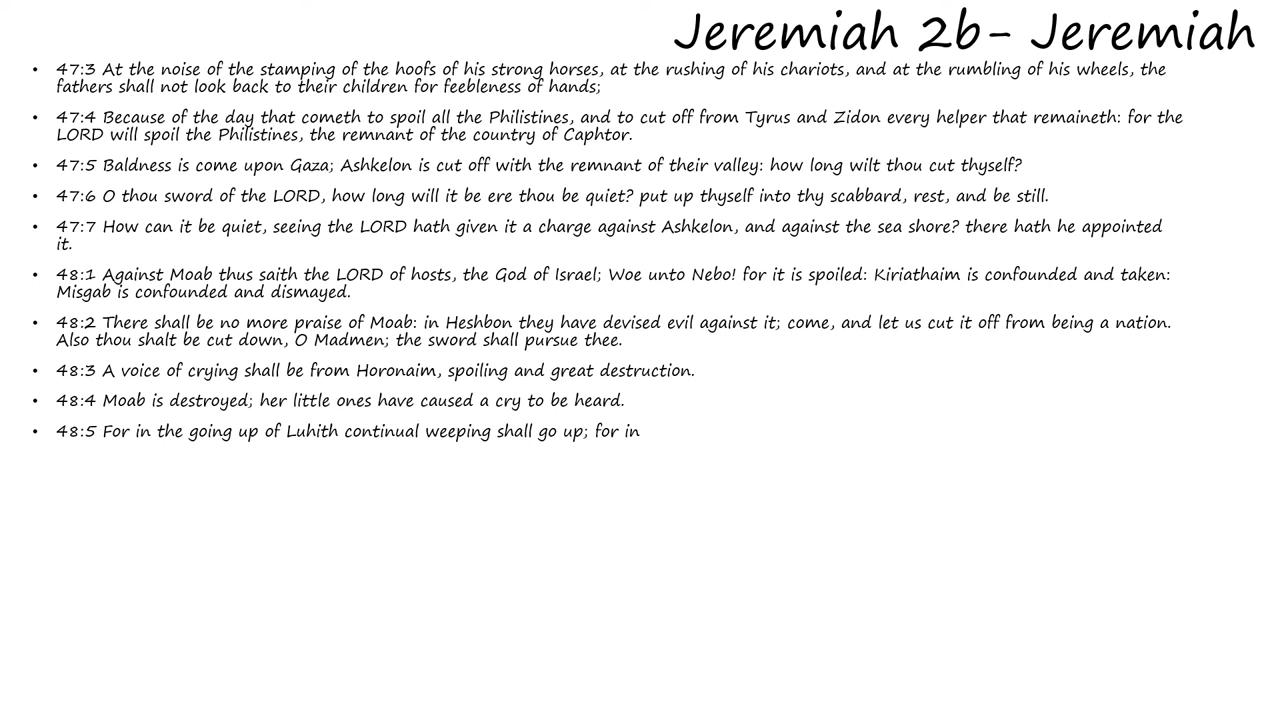 Jeremiah 2b- Jeremiah
• 47:3 At the noise of the stamping of the hoofs of his strong horses, at the rushing of his chariots, and at the rumbling of his wheels, the
fathers shall not look back to their children for feebleness of hands;
• 47:4 Because of the day that cometh to spoil all the Philistines, and to cut off from Tyrus and Zidon every helper that remaineth: for the
LORD will spoil the Philistines, the remnant of the country of Caphtor.
• 47:5 Baldness is come upon Gaza; Ashkelon is cut off with the remnant of their valley: how long wilt thou cut thyself?
• 47:6 O thou sword of the LORD, how long will it be ere thou be quiet? put up thyself into thy scabbard, rest, and be still.
• 47:7 How can it be quiet, seeing the LORD hath given it a charge against Ashkelon, and against the sea shore? there hath he appointed
it.
• 48:1 Against Moab thus saith the LORD of hosts, the God of Israel; Woe unto Nebo! for it is spoiled: Kiriathaim is confounded and taken:
Misgab is confounded and dismayed.
• 48:2 There shall be no more praise of Moab: in Heshbon they have devised evil against it; come, and let us cut it off from being a nation.
Also thou shalt be cut down, O Madmen; the sword shall pursue thee.
• 48:3 A voice of crying shall be from Horonaim, spoiling and great destruction.
• 48:4 Moab is destroyed; her little ones have caused a cry to be heard.
• 48:5 For in the going up of Luhith continual weeping shall go up; for in